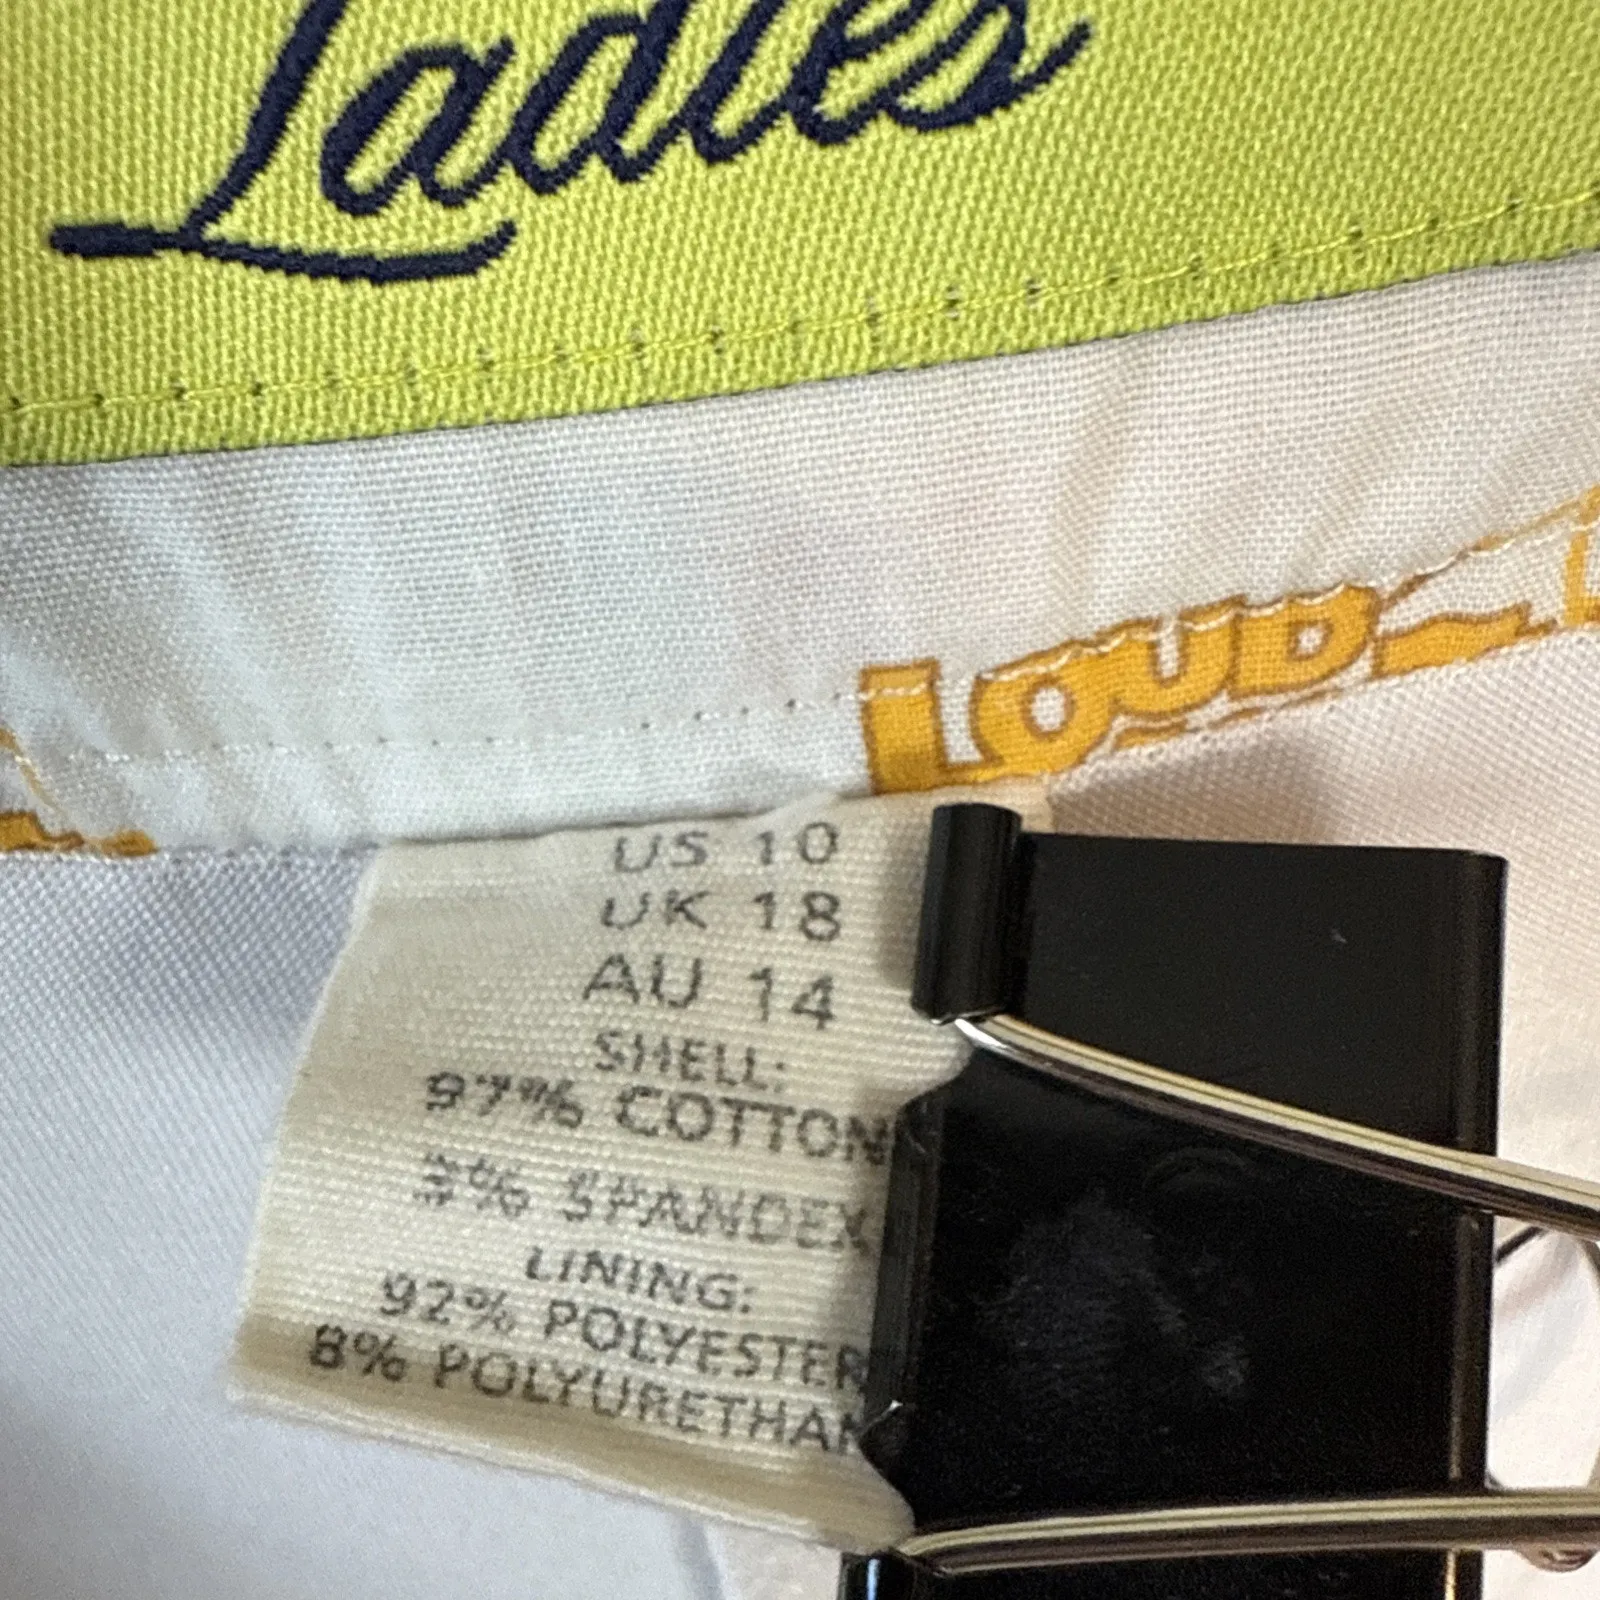 Ladies
LOUD
US 10
UK 18
AU 14
SHELL:
97% COTTON
3% SPANDEX
LINING:
92% POLYESTER
8% POLYURETHAN